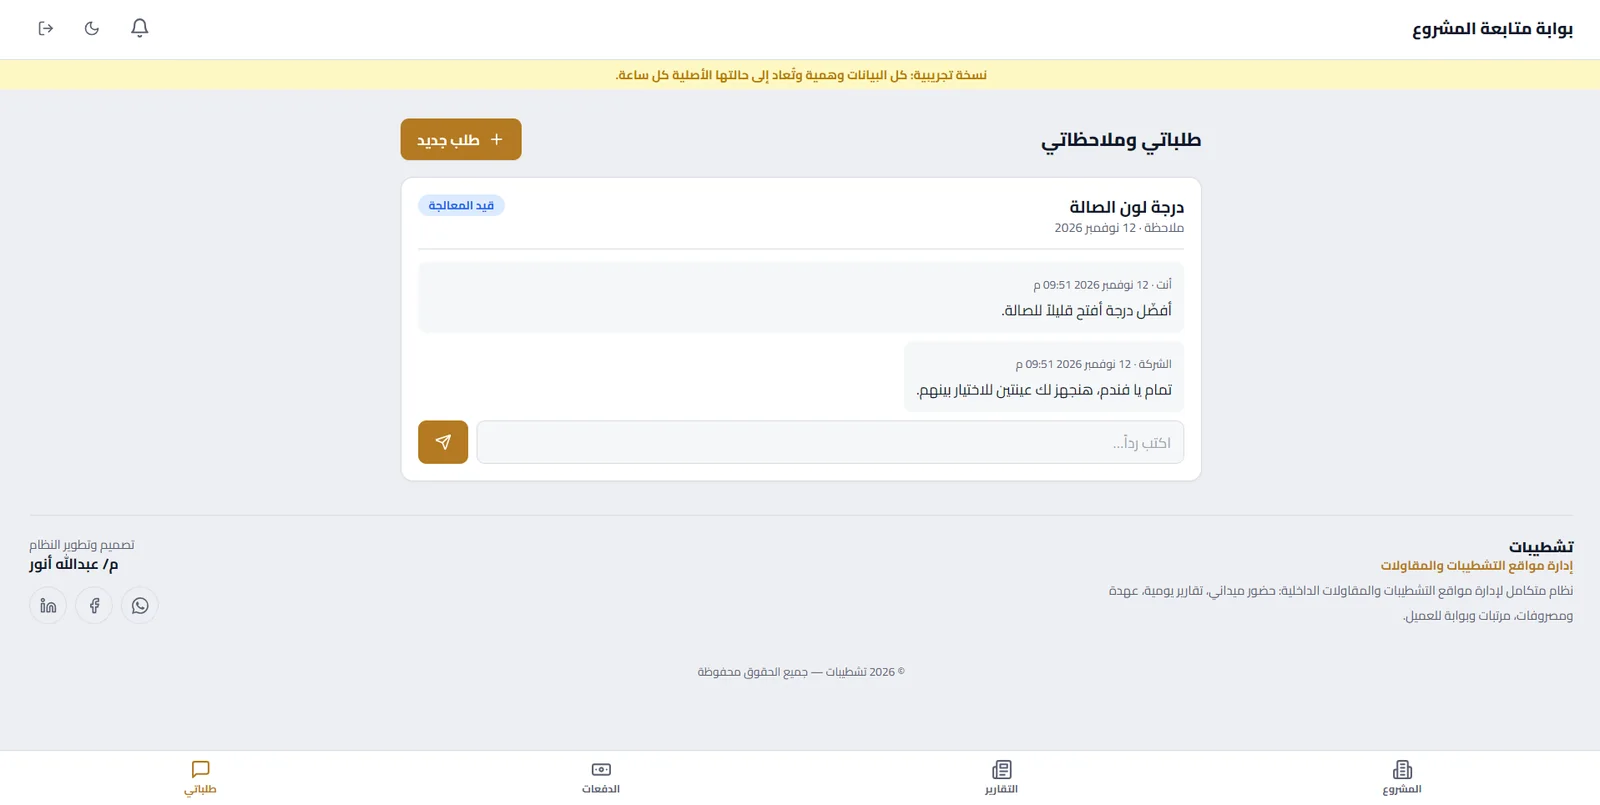 بوابة متابعة المشروع
نسخة تجريبية: كل البيانات وهمية وتُعاد إلى حالتها الأصلية كل ساعة.
طلباتي وملاحظاتي
طلب جديد
درجة لون الصالة
قيد المعالجة
ملاحظة · 12 نوفمبر 2026
أنت · 12 نوفمبر 2026 09:51 م
أفضّل درجة أفتح قليلاً للصالة.
الشركة · 12 نوفمبر 2026 09:51 م
تمام يا فندم، هنجهز لك عينتين للاختيار بينهم.
اكتب رداً...
تشطيبات
إدارة مواقع التشطيبات والمقاولات
نظام متكامل لإدارة مواقع التشطيبات والمقاولات الداخلية: حضور ميداني، تقارير يومية، عهدة
ومصروفات، مرتبات وبوابة للعميل.
تصميم وتطوير النظام
م/ عبدالله أنور
© 2026 تشطيبات — جميع الحقوق محفوظة
المشروع
التقارير
الدفعات
طلباتي